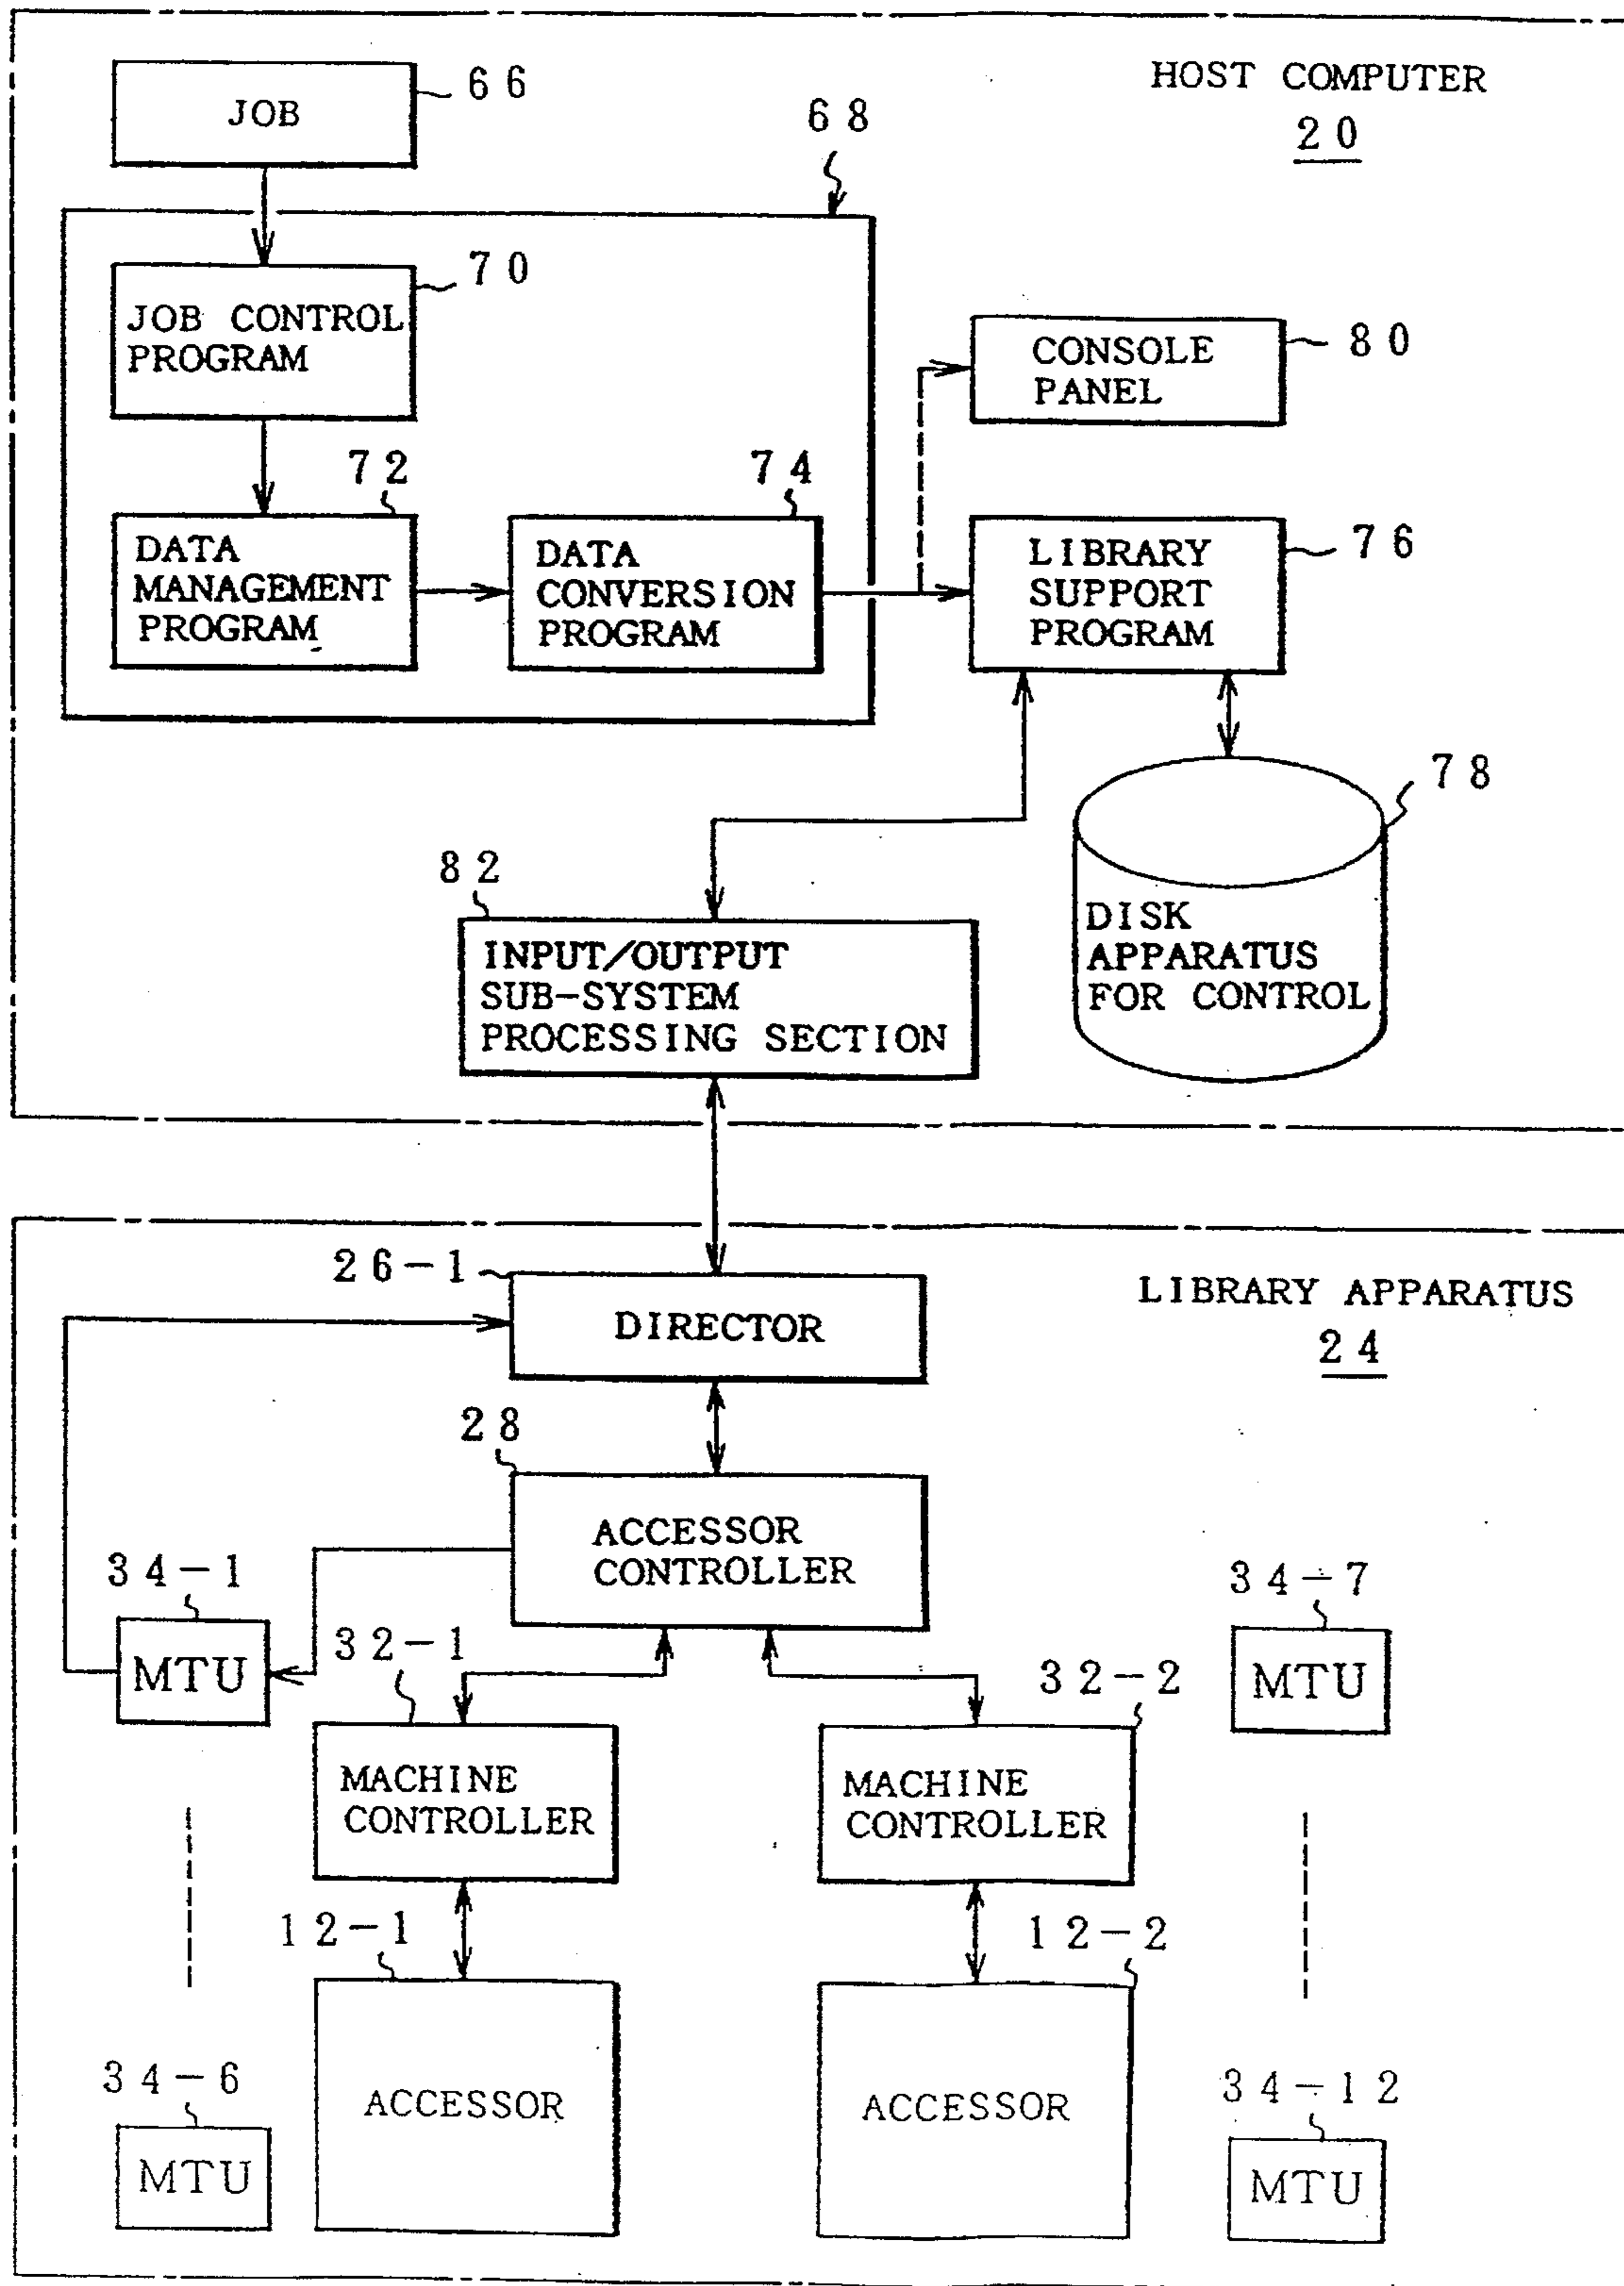 HOST COMPUTER
20
JOB
66
68
JOB CONTROL
PROGRAM
70
CONSOLE
PANEL
80
72
DATA
MANAGEMENT
PROGRAM
74
DATA
CONVERSION
PROGRAM
LIBRARY
SUPPORT
PROGRAM
76
78
DISK
APPARATUS
FOR CONTROL
82
INPUT/OUTPUT
SUB-SYSTEM
PROCESSING SECTION
LIBRARY APPARATUS
24
26-1
DIRECTOR
28
ACCESSOR
CONTROLLER
34-1
MTU
32-1
MACHINE
CONTROLLER
32-2
MACHINE
CONTROLLER
34-7
MTU
12-1
ACCESSOR
12-2
ACCESSOR
34-6
MTU
34-12
MTU